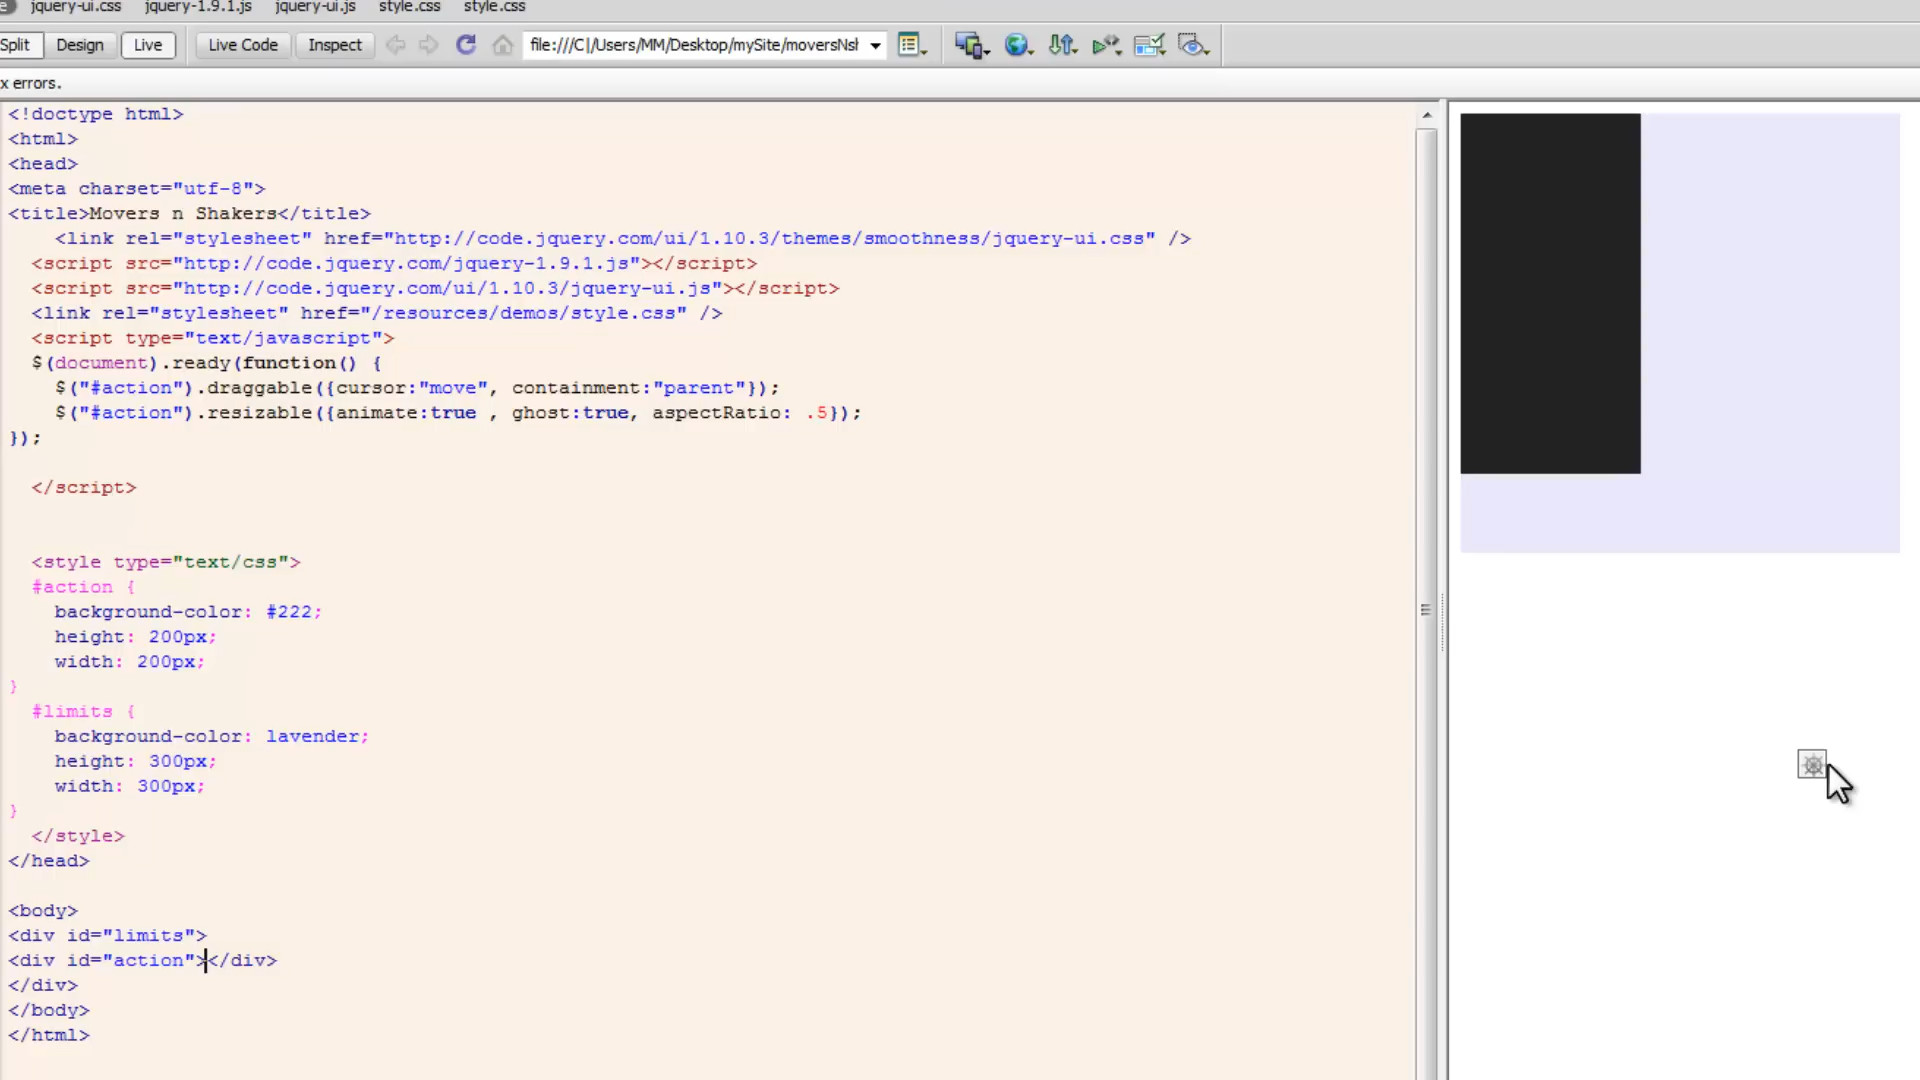 jquery-ui.css jquery-1.9.1.js jquery-ui.js style.css style.css
Split Design Live Live Code Inspect file:///C|/Users/MM/Desktop/mySite/moversNsh
x errors.
<!doctype html>
<html>
<head>
<meta charset="utf-8">
<title>Movers n Shakers</title>
<link rel="stylesheet" href="http://code.jquery.com/ui/1.10.3/themes/smoothness/jquery-ui.css" />
<script src="http://code.jquery.com/jquery-1.9.1.js"></script>
<script src="http://code.jquery.com/ui/1.10.3/jquery-ui.js"></script>
<link rel="stylesheet" href="/resources/demos/style.css" />
<script type="text/javascript">
$(document).ready(function() {
$("#action").draggable({cursor:"move", containment:"parent"});
$("#action").resizable({animate:true , ghost:true, aspectRatio: .5});
});
</script>
<style type="text/css">
#action {
background-color: #222;
height: 200px;
width: 200px;
}
#limits {
background-color: lavender;
height: 300px;
width: 300px;
}
</style>
</head>
<body>
<div id="limits">
<div id="action"></div>
</div>
</body>
</html>